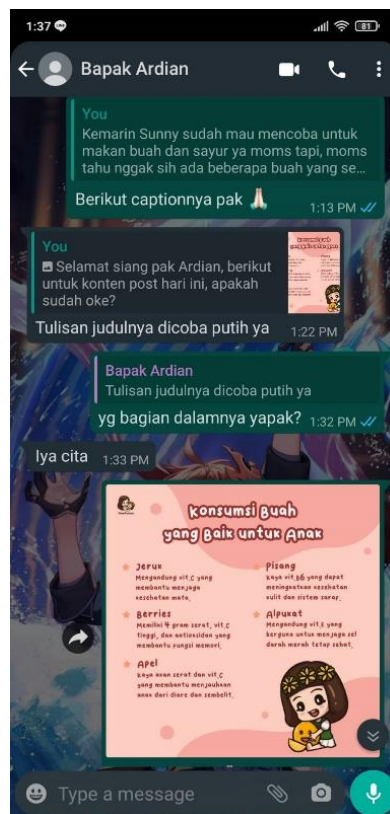 1:37
81
Bapak Ardian
You
Kemarin Sunny sudah mau mencoba untuk
makan buah dan sayur ya moms tapi, moms
tahu nggak sih ada beberapa buah yang se...
Berikut captionnya pak 🙏🏻
1:13 PM
You
Selamat siang pak Ardian, berikut
untuk konten post hari ini, apakah
sudah oke?
Tulisan judulnya dicoba putih ya
1:22 PM
Bapak Ardian
Tulisan judulnya dicoba putih ya
yg bagian dalamnya yapak?
1:32 PM
Iya cita
1:33 PM
Konsumsi Buah
yang Baik untuk Anak
Jeruk
Mengandung vit.C yang
membantu menjaga
kesehatan mata.
Berries
Memiliki 4 gram serat, vit.C
tinggi, dan antioksidan yang
membantu fungsi memori.
Apel
Kaya akan serat dan vit.C
yang membantu menjauhkan
anak dari diare dan sembelit.
Pisang
Kaya vit.B6 yang dapat
meningkatkan kesehatan
kulit dan sistem saraf.
Alpukat
Mengandung vit.E yang
berguna untuk menjaga sel
darah merah tetap sehat.
Type a message